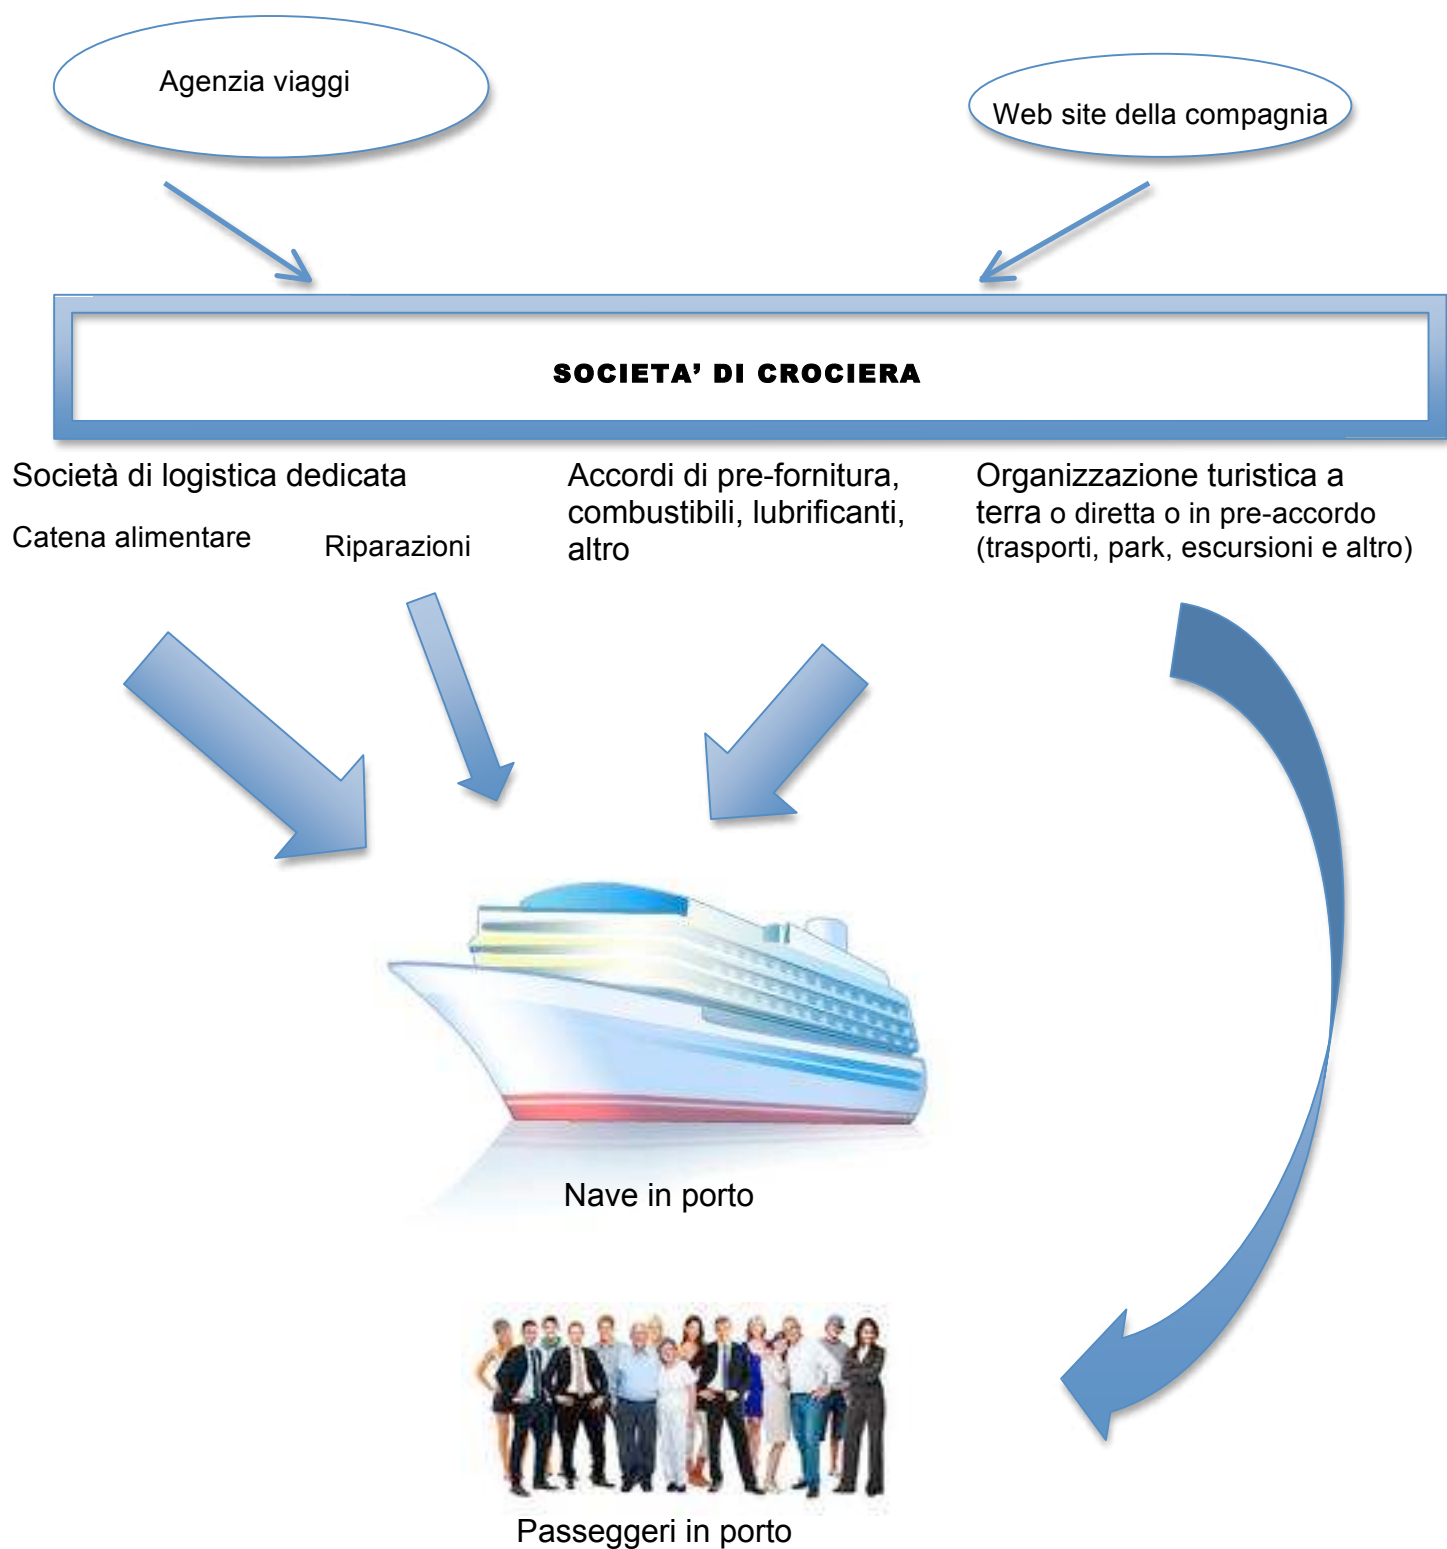 Agenzia viaggi
Web site della compagnia
SOCIETA’ DI CROCIERA
Società di logistica dedicata
Catena alimentare
Riparazioni
Accordi di pre-fornitura,
combustibili, lubrificanti,
altro
Organizzazione turistica a
terra o diretta o in pre-accordo
(trasporti, park, escursioni e altro)
Nave in porto
Passeggeri in porto